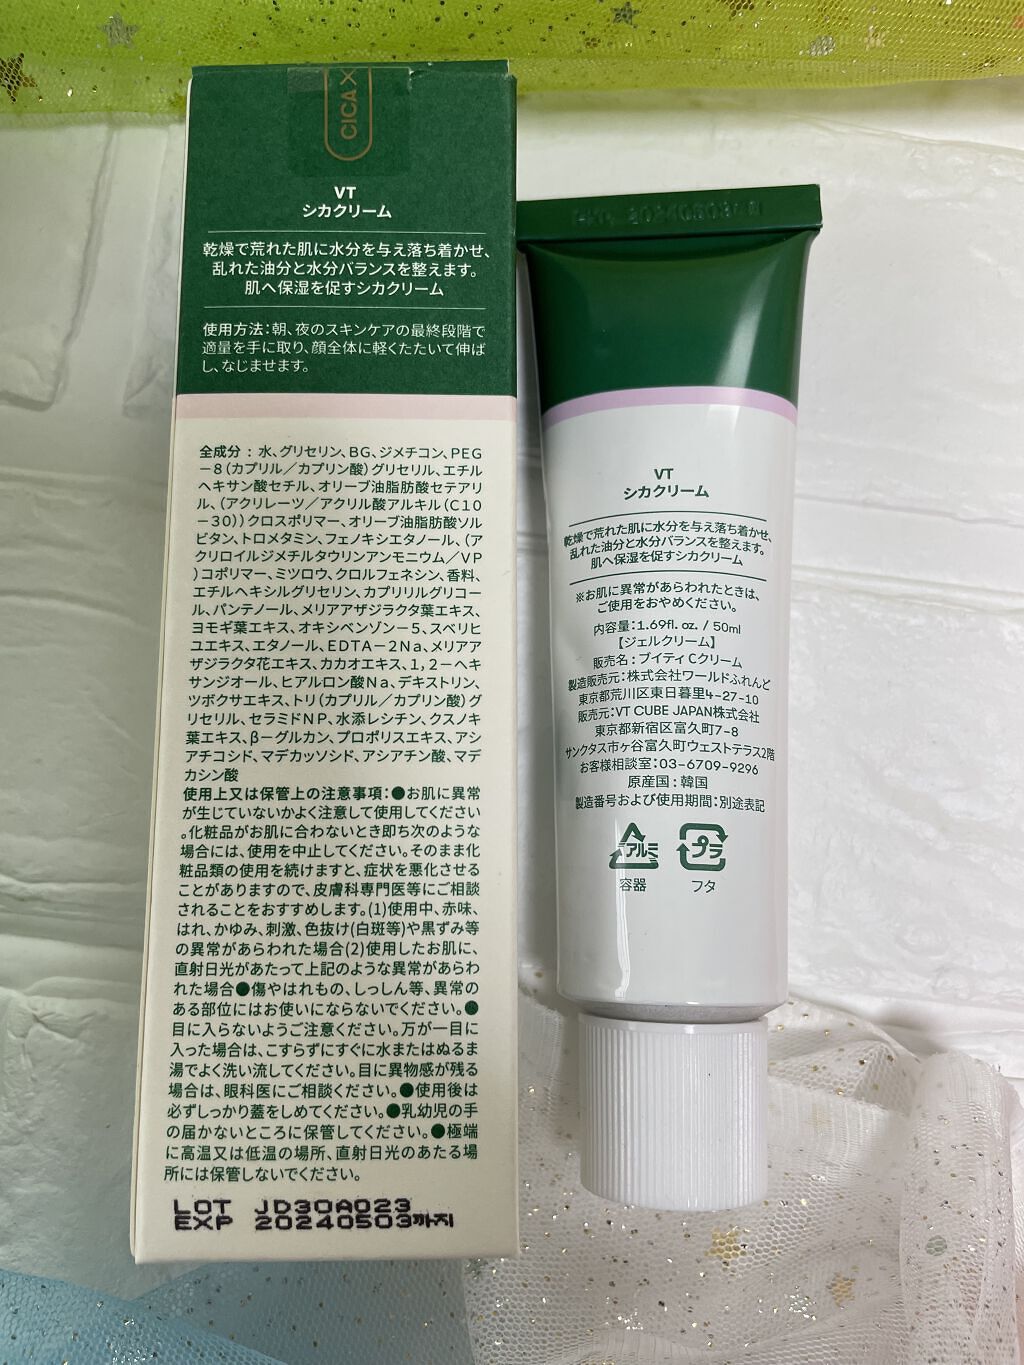 CICA X
VT
シカクリーム
乾燥で荒れた肌に水分を与え落ち着かせ、
乱れた油分と水分バランスを整えます。
肌へ保湿を促すシカクリーム
使用方法：朝、夜のスキンケアの最終段階で
適量を手に取り、顔全体に軽くたたいて伸ば
し、なじませます。
全成分：水、グリセリン、BG、ジメチコン、PEG
−8（カプリル／カプリン酸）グリセリル、エチル
ヘキサン酸セチル、オリーブ油脂肪酸セテアリ
ル、（アクリレーツ／アクリル酸アルキル（C10
−30））クロスポリマー、オリーブ油脂肪酸ソル
ビタン、トロメタミン、フェノキシエタノール、（ア
クリロイルジメチルタウリンアンモニウム／VP
）コポリマー、ミツロウ、クロルフェネシン、香料、
エチルヘキシルグリセリン、カプリリルグリコー
ル、パンテノール、メリアアザジラクタ葉エキス、
ヨモギ葉エキス、オキシベンゾン−5、スベリヒ
ユエキス、エタノール、EDTA−2Na、メリアア
ザジラクタ花エキス、カカオエキス、1，2−ヘキ
サンジオール、ヒアルロン酸Na、デキストリン、
ツボクサエキス、トリ（カプリル／カプリン酸）グ
リセリル、セラミドNP、水添レシチン、クスノキ
葉エキス、β−グルカン、プロポリスエキス、アシ
アチコシド、マデカッソシド、アシアチン酸、マデ
カシン酸
使用上又は保管上の注意事項：●お肌に異常
が生じていないかよく注意して使用してください
。化粧品がお肌に合わないとき即ち次のような
場合には、使用を中止してください。そのまま化
粧品類の使用を続けますと、症状を悪化させる
ことがありますので、皮膚科専門医等にご相談
されることをおすすめします。(1)使用中、赤味、
はれ、かゆみ、刺激、色抜け(白斑等)や黒ずみ等
の異常があらわれた場合(2)使用したお肌に、
直射日光があたって上記のような異常があらわ
れた場合●傷やはれもの、しっしん等、異常の
ある部位にはお使いにならないでください。●
目に入らないようご注意ください。万が一目に
入った場合は、こすらずにすぐに水またはぬるま
湯でよく洗い流してください。目に異物感が残る
場合は、眼科医にご相談ください。●使用後は
必ずしっかり蓋をしめてください。●乳幼児の手
の届かないところに保管してください。●極端
に高温又は低温の場所、直射日光のあたる場
所には保管しないでください。
LOT JD30A023
EXP 20240503까지
VT
シカクリーム
乾燥で荒れた肌に水分を与え落ち着かせ、
乱れた油分と水分バランスを整えます。
肌へ保湿を促すシカクリーム
※お肌に異常があらわれたときは、
ご使用をおやめください。
内容量：1.69fl. oz. / 50ml
【ジェルクリーム】
販売名：ブイティ Cクリーム
製造販売元：株式会社ワールドふれんど
東京都荒川区東日暮里4-27-10
販売元：VT CUBE JAPAN株式会社
東京都新宿区富久町7-8
サンクタス市ヶ谷富久町ウェストテラス2階
お客様相談室：03-6709-9296
原産国：韓国
製造番号および使用期間：別途表記
アルミ
プラ
容器
フタ